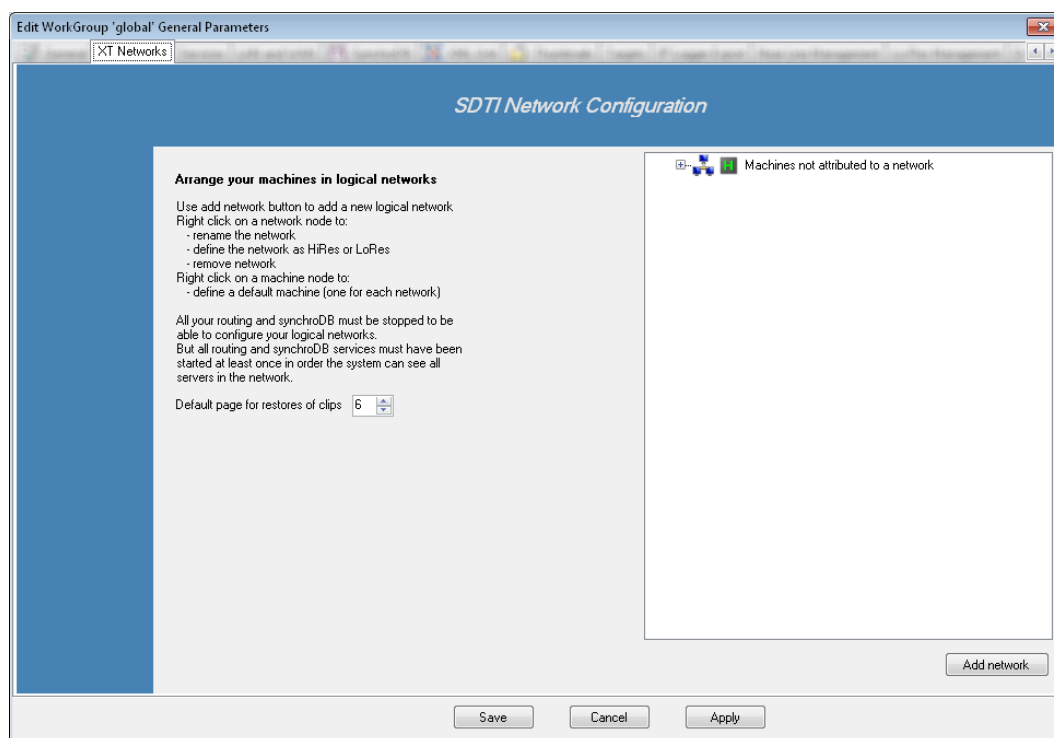 Edit WorkGroup 'global' General Parameters
XT Networks
SDTI Network Configuration
Arrange your machines in logical networks
Use add network button to add a new logical network
Right click on a network node to:
- rename the network
- define the network as HiRes or LoRes
- remove network
Right click on a machine node to:
- define a default machine (one for each network)
All your routing and synchroDB must be stopped to be
able to configure your logical networks.
But all routing and synchroDB services must have been
started at least once in order the system can see all
servers in the network.
Default page for restores of clips 6
H Machines not attributed to a network
Add network
Save Cancel Apply